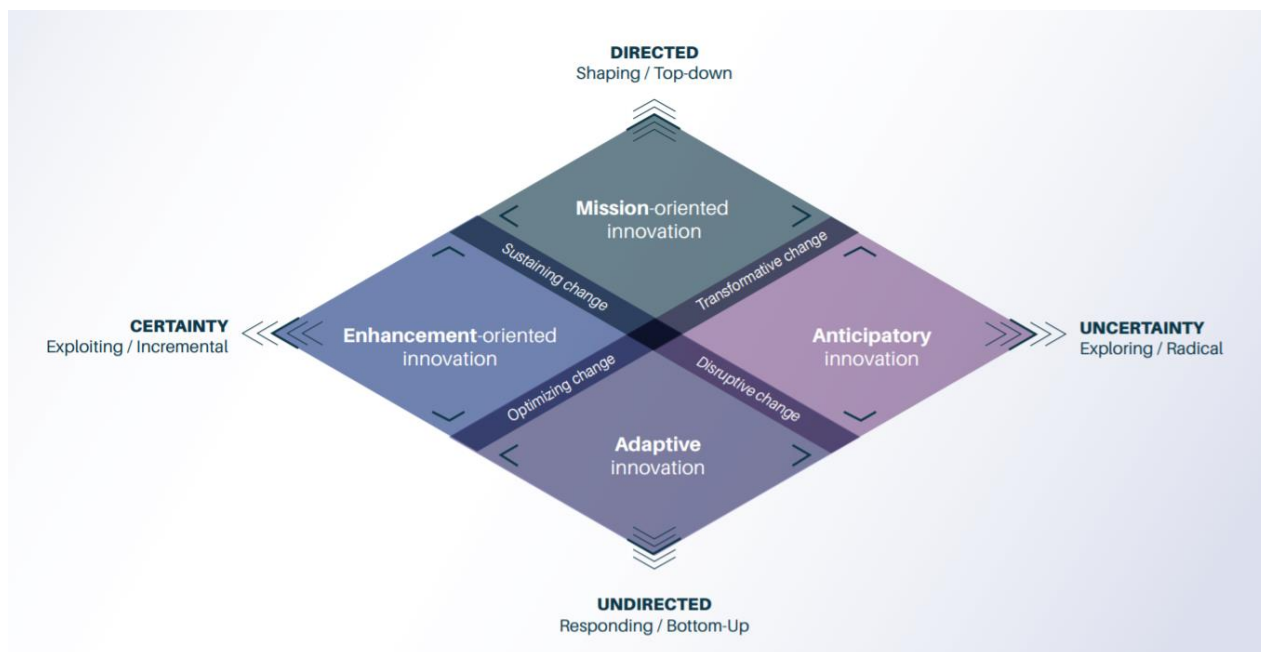 DIRECTED
Shaping / Top-down
Mission-oriented
innovation
Sustaining change
Transformative change
CERTAINTY
Exploiting / Incremental
Enhancement-oriented
innovation
Anticipatory
innovation
UNCERTAINTY
Exploring / Radical
Optimizing change
Disruptive change
Adaptive
innovation
UNDIRECTED
Responding / Bottom-Up